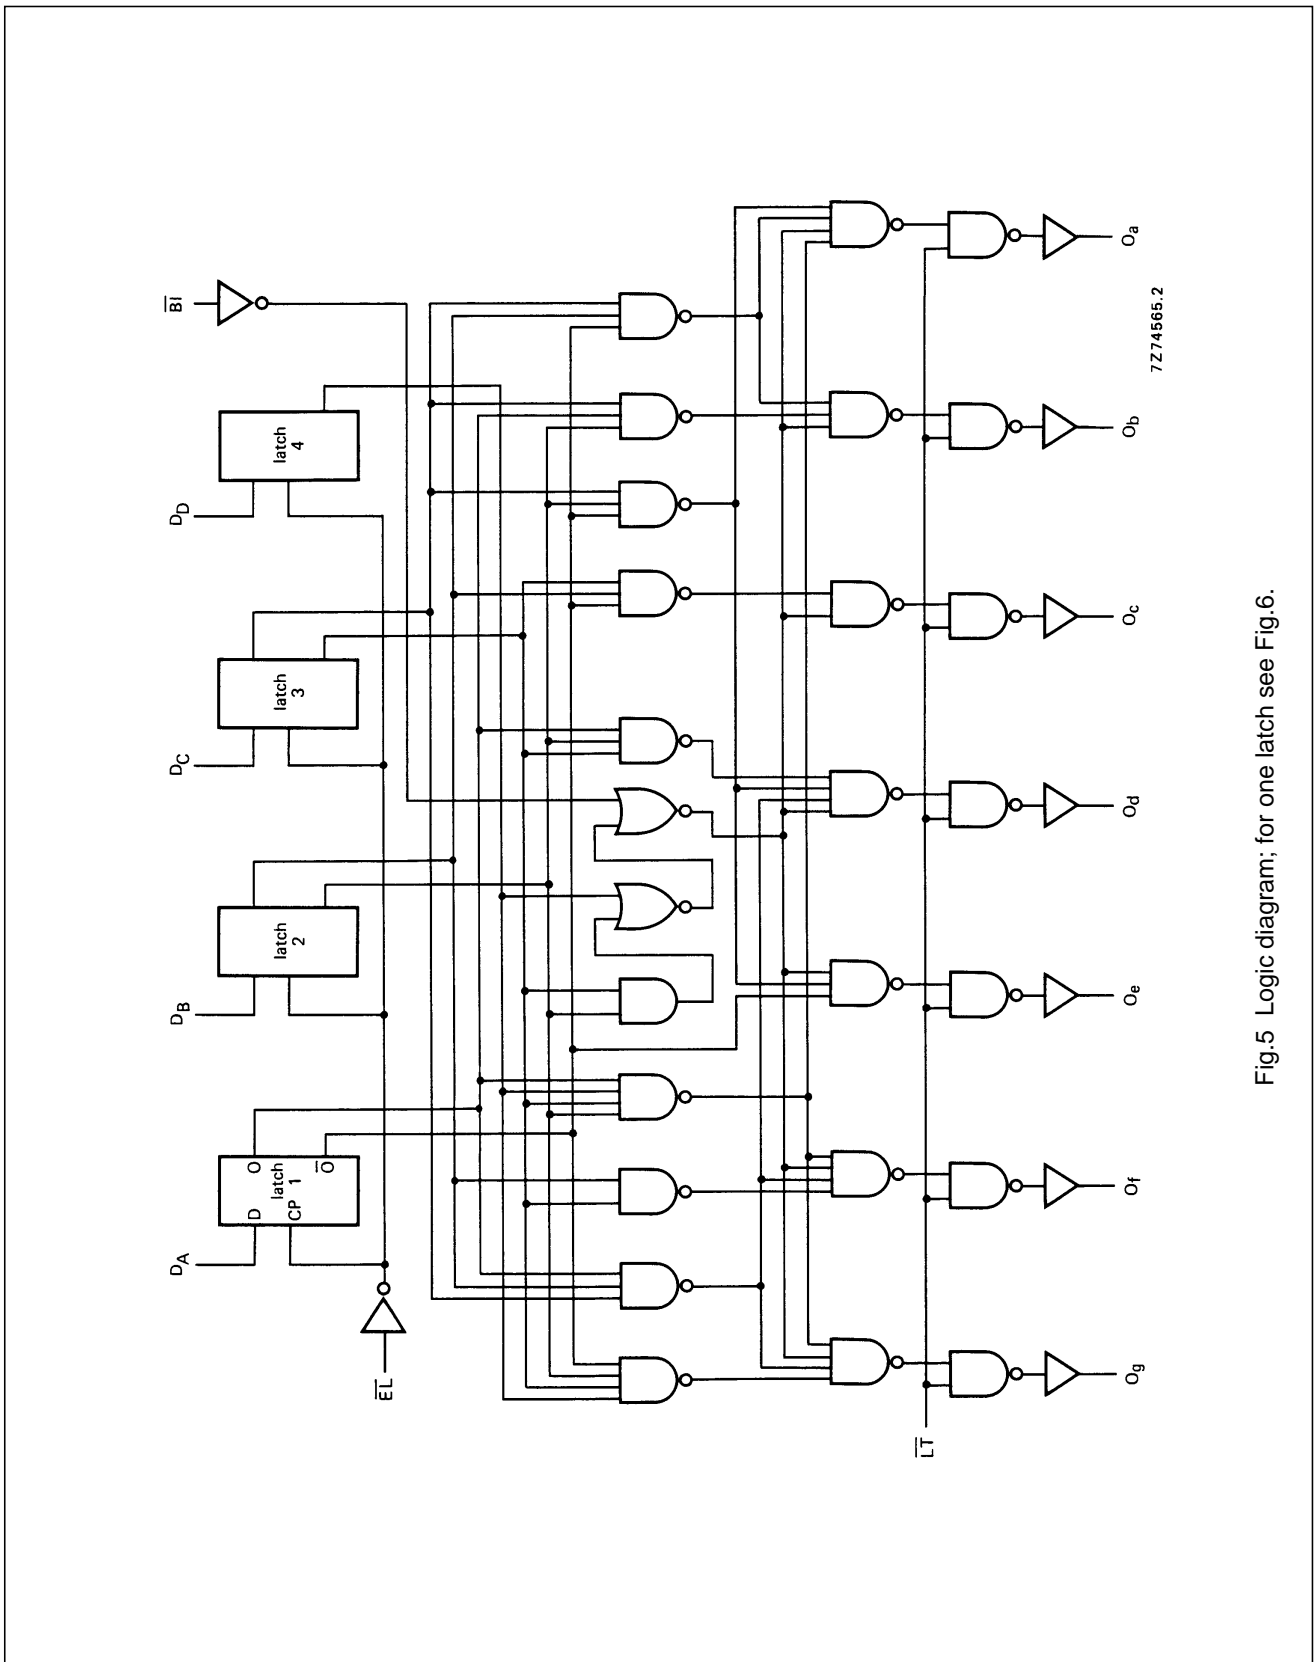 B̅I̅
D_D
latch
4
D_C
latch
3
D_B
latch
2
D_A
D
O
latch
CP 1
O̅
E̅L̅
L̅T̅
O_a
O_b
O_c
O_d
O_e
O_f
O_g
7Z74565.2
Fig.5 Logic diagram; for one latch see Fig.6.